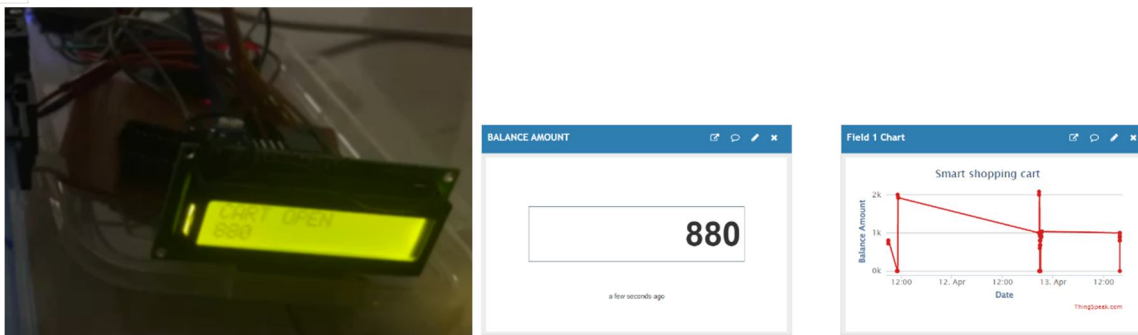 CART OPEN
880
BALANCE AMOUNT
880
a few seconds ago
Field 1 Chart
Smart shopping cart
Balance Amount
2k
1k
0k
12:00 12. Apr 12:00 13. Apr 12:00
Date
ThingSpeak.com